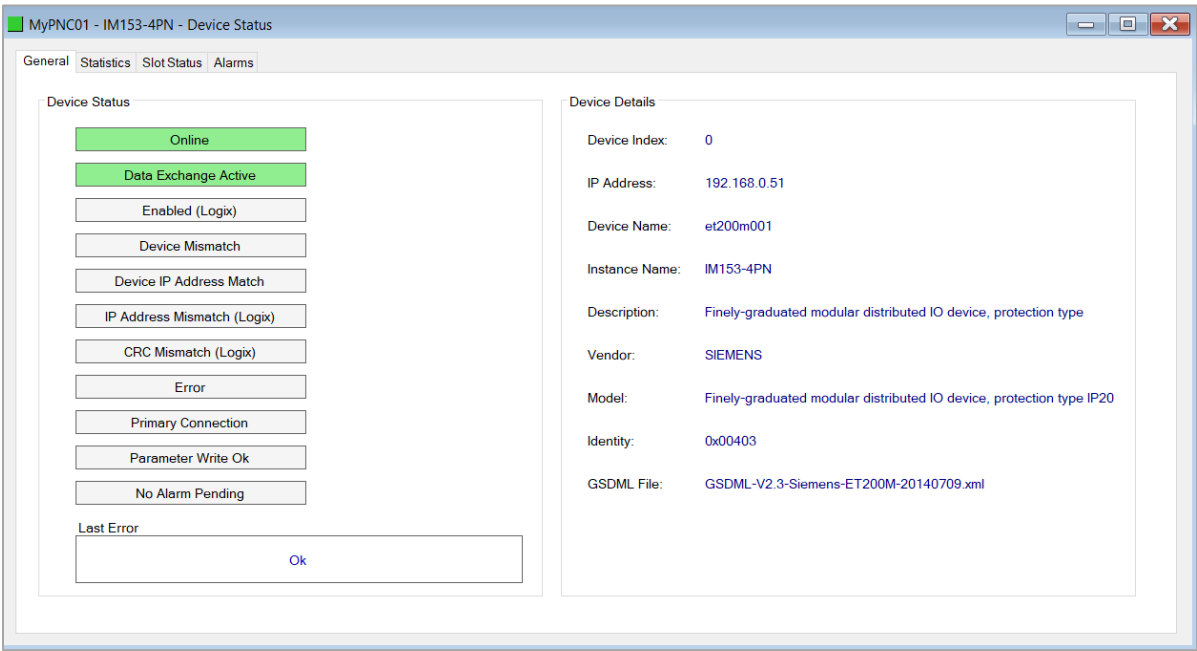 MyPNC01 - IM153-4PN - Device Status
General Statistics Slot Status Alarms
Device Status
Online
Data Exchange Active
Enabled (Logix)
Device Mismatch
Device IP Address Match
IP Address Mismatch (Logix)
CRC Mismatch (Logix)
Error
Primary Connection
Parameter Write Ok
No Alarm Pending
Last Error
Ok
Device Details
Device Index: 0
IP Address: 192.168.0.51
Device Name: et200m001
Instance Name: IM153-4PN
Description: Finely-graduated modular distributed IO device, protection type
Vendor: SIEMENS
Model: Finely-graduated modular distributed IO device, protection type IP20
Identity: 0x00403
GSDML File: GSDML-V2.3-Siemens-ET200M-20140709.xml